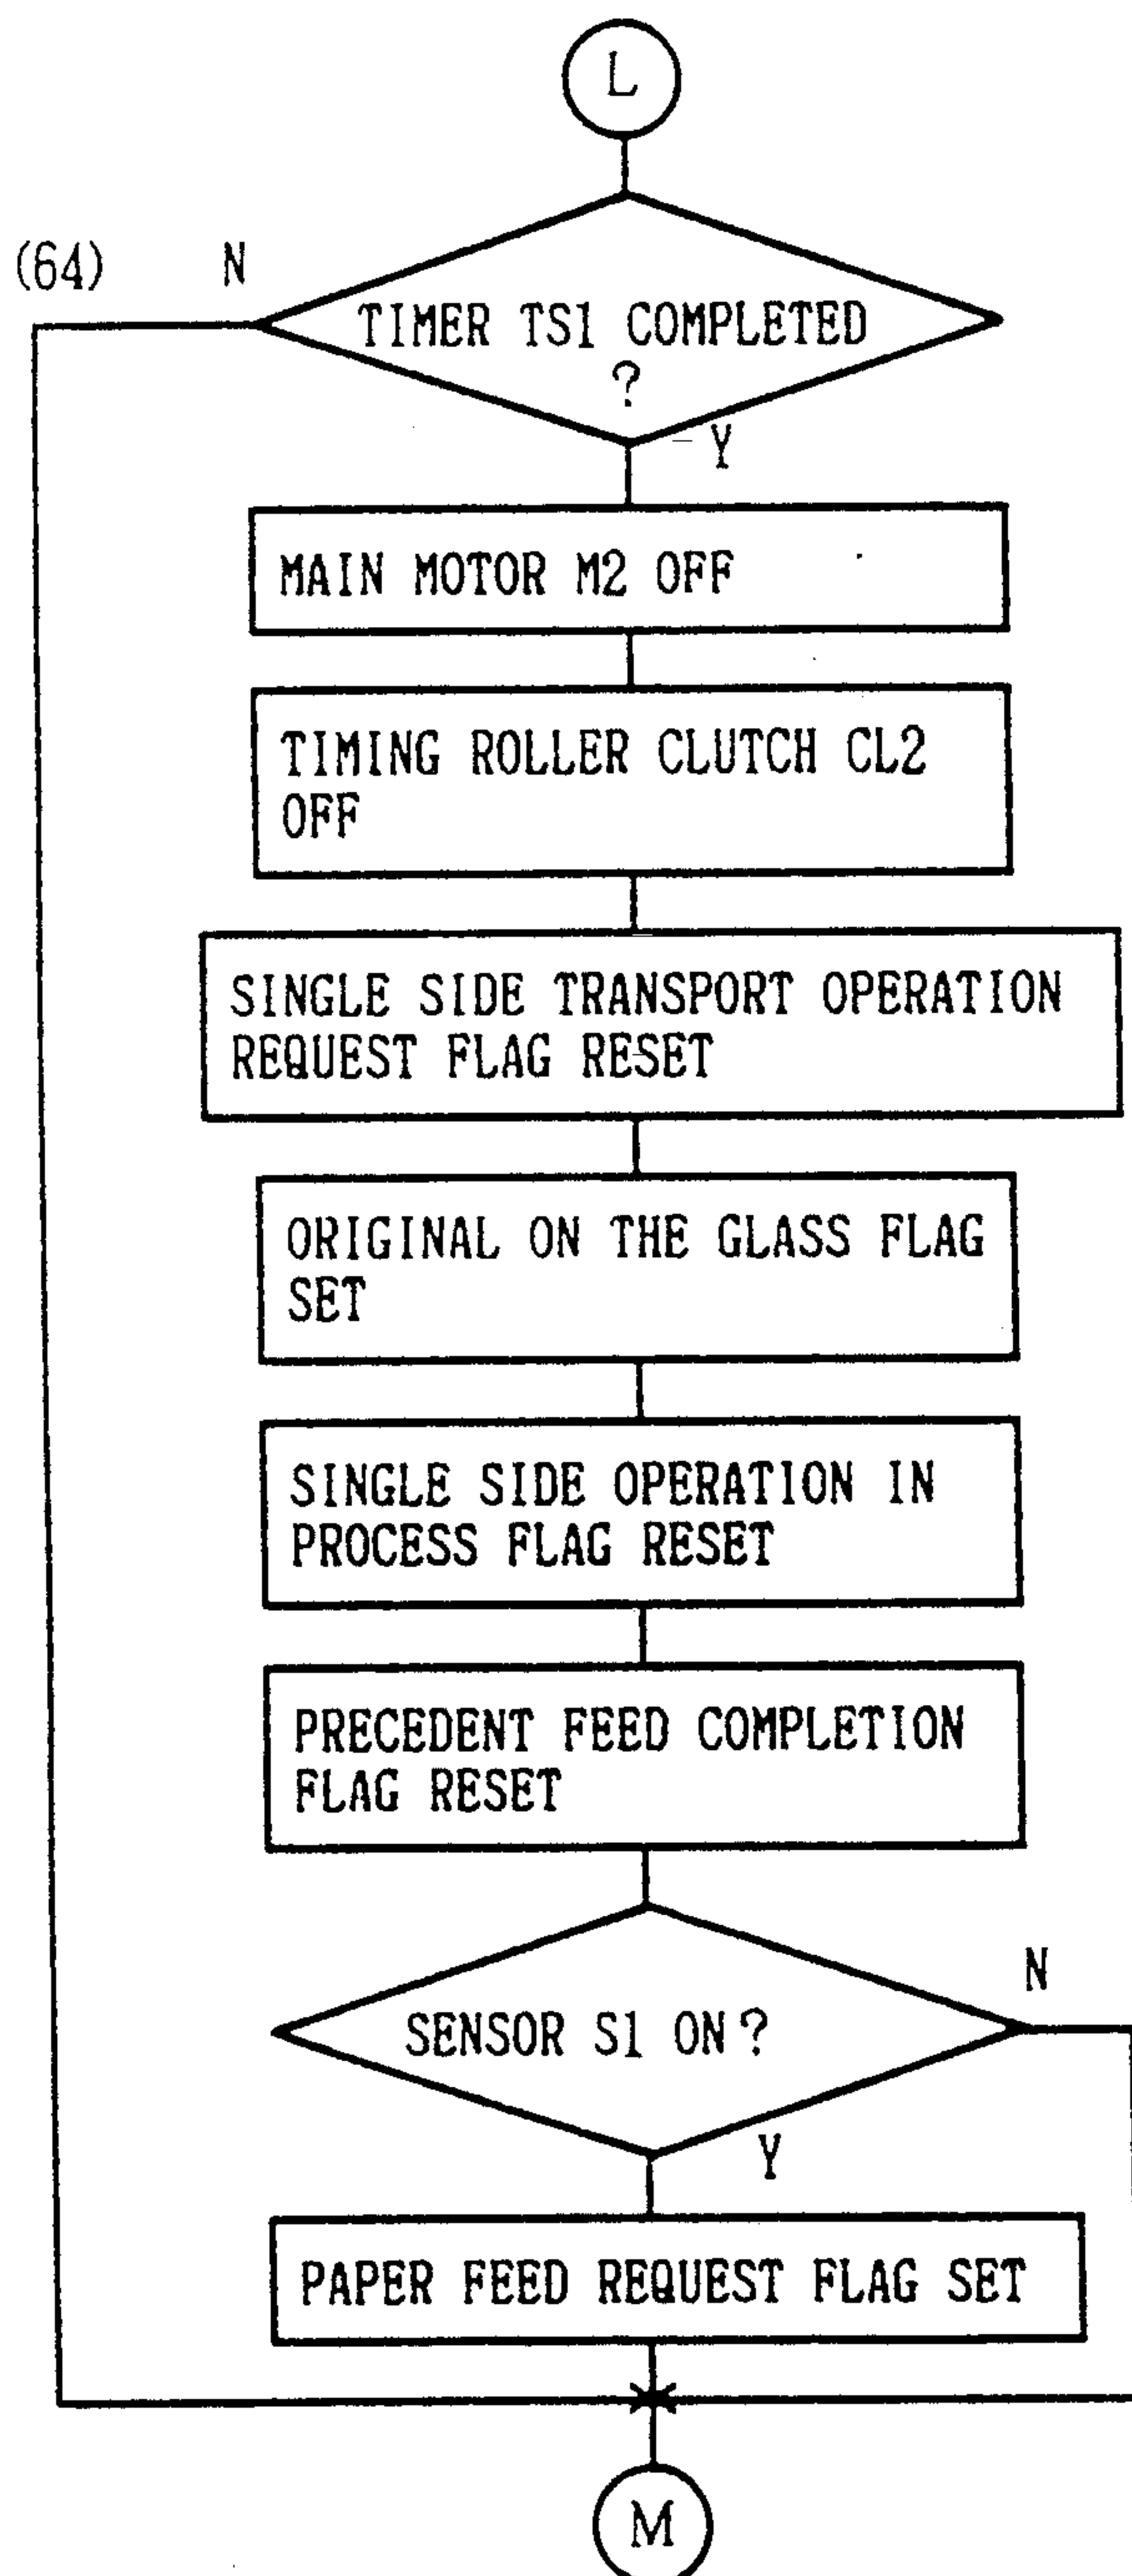 L
(64) N
TIMER TS1 COMPLETED
?
Y
MAIN MOTOR M2 OFF
TIMING ROLLER CLUTCH CL2
OFF
SINGLE SIDE TRANSPORT OPERATION
REQUEST FLAG RESET
ORIGINAL ON THE GLASS FLAG
SET
SINGLE SIDE OPERATION IN
PROCESS FLAG RESET
PRECEDENT FEED COMPLETION
FLAG RESET
N
SENSOR S1 ON?
Y
PAPER FEED REQUEST FLAG SET
M